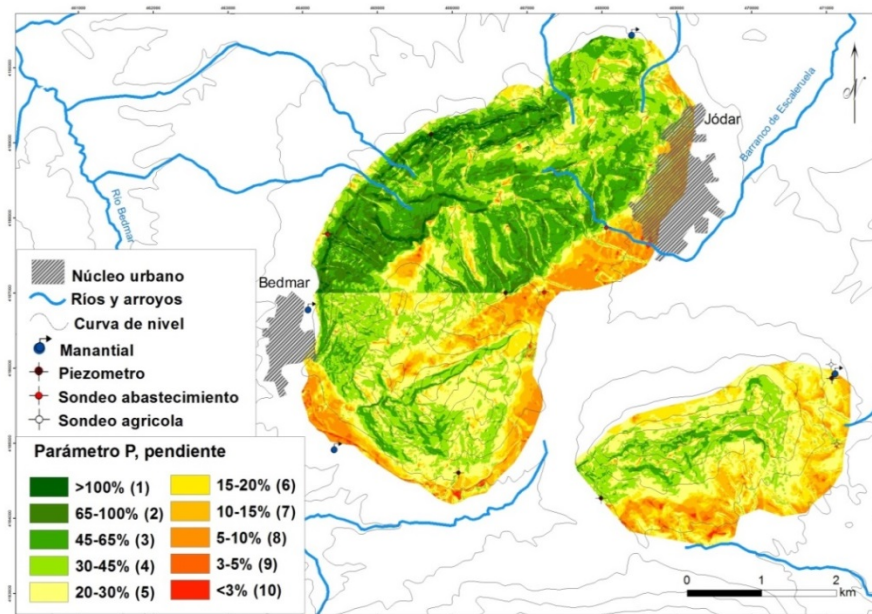 Jódar
Barranco de Escaleruela
Río Bedmar
Bedmar
Núcleo urbano
Ríos y arroyos
Curva de nivel
Manantial
Piezometro
Sondeo abastecimiento
Sondeo agricola
Parámetro P, pendiente
>100% (1)
65-100% (2)
45-65% (3)
30-45% (4)
20-30% (5)
15-20% (6)
10-15% (7)
5-10% (8)
3-5% (9)
<3% (10)
N
0 1 2
km